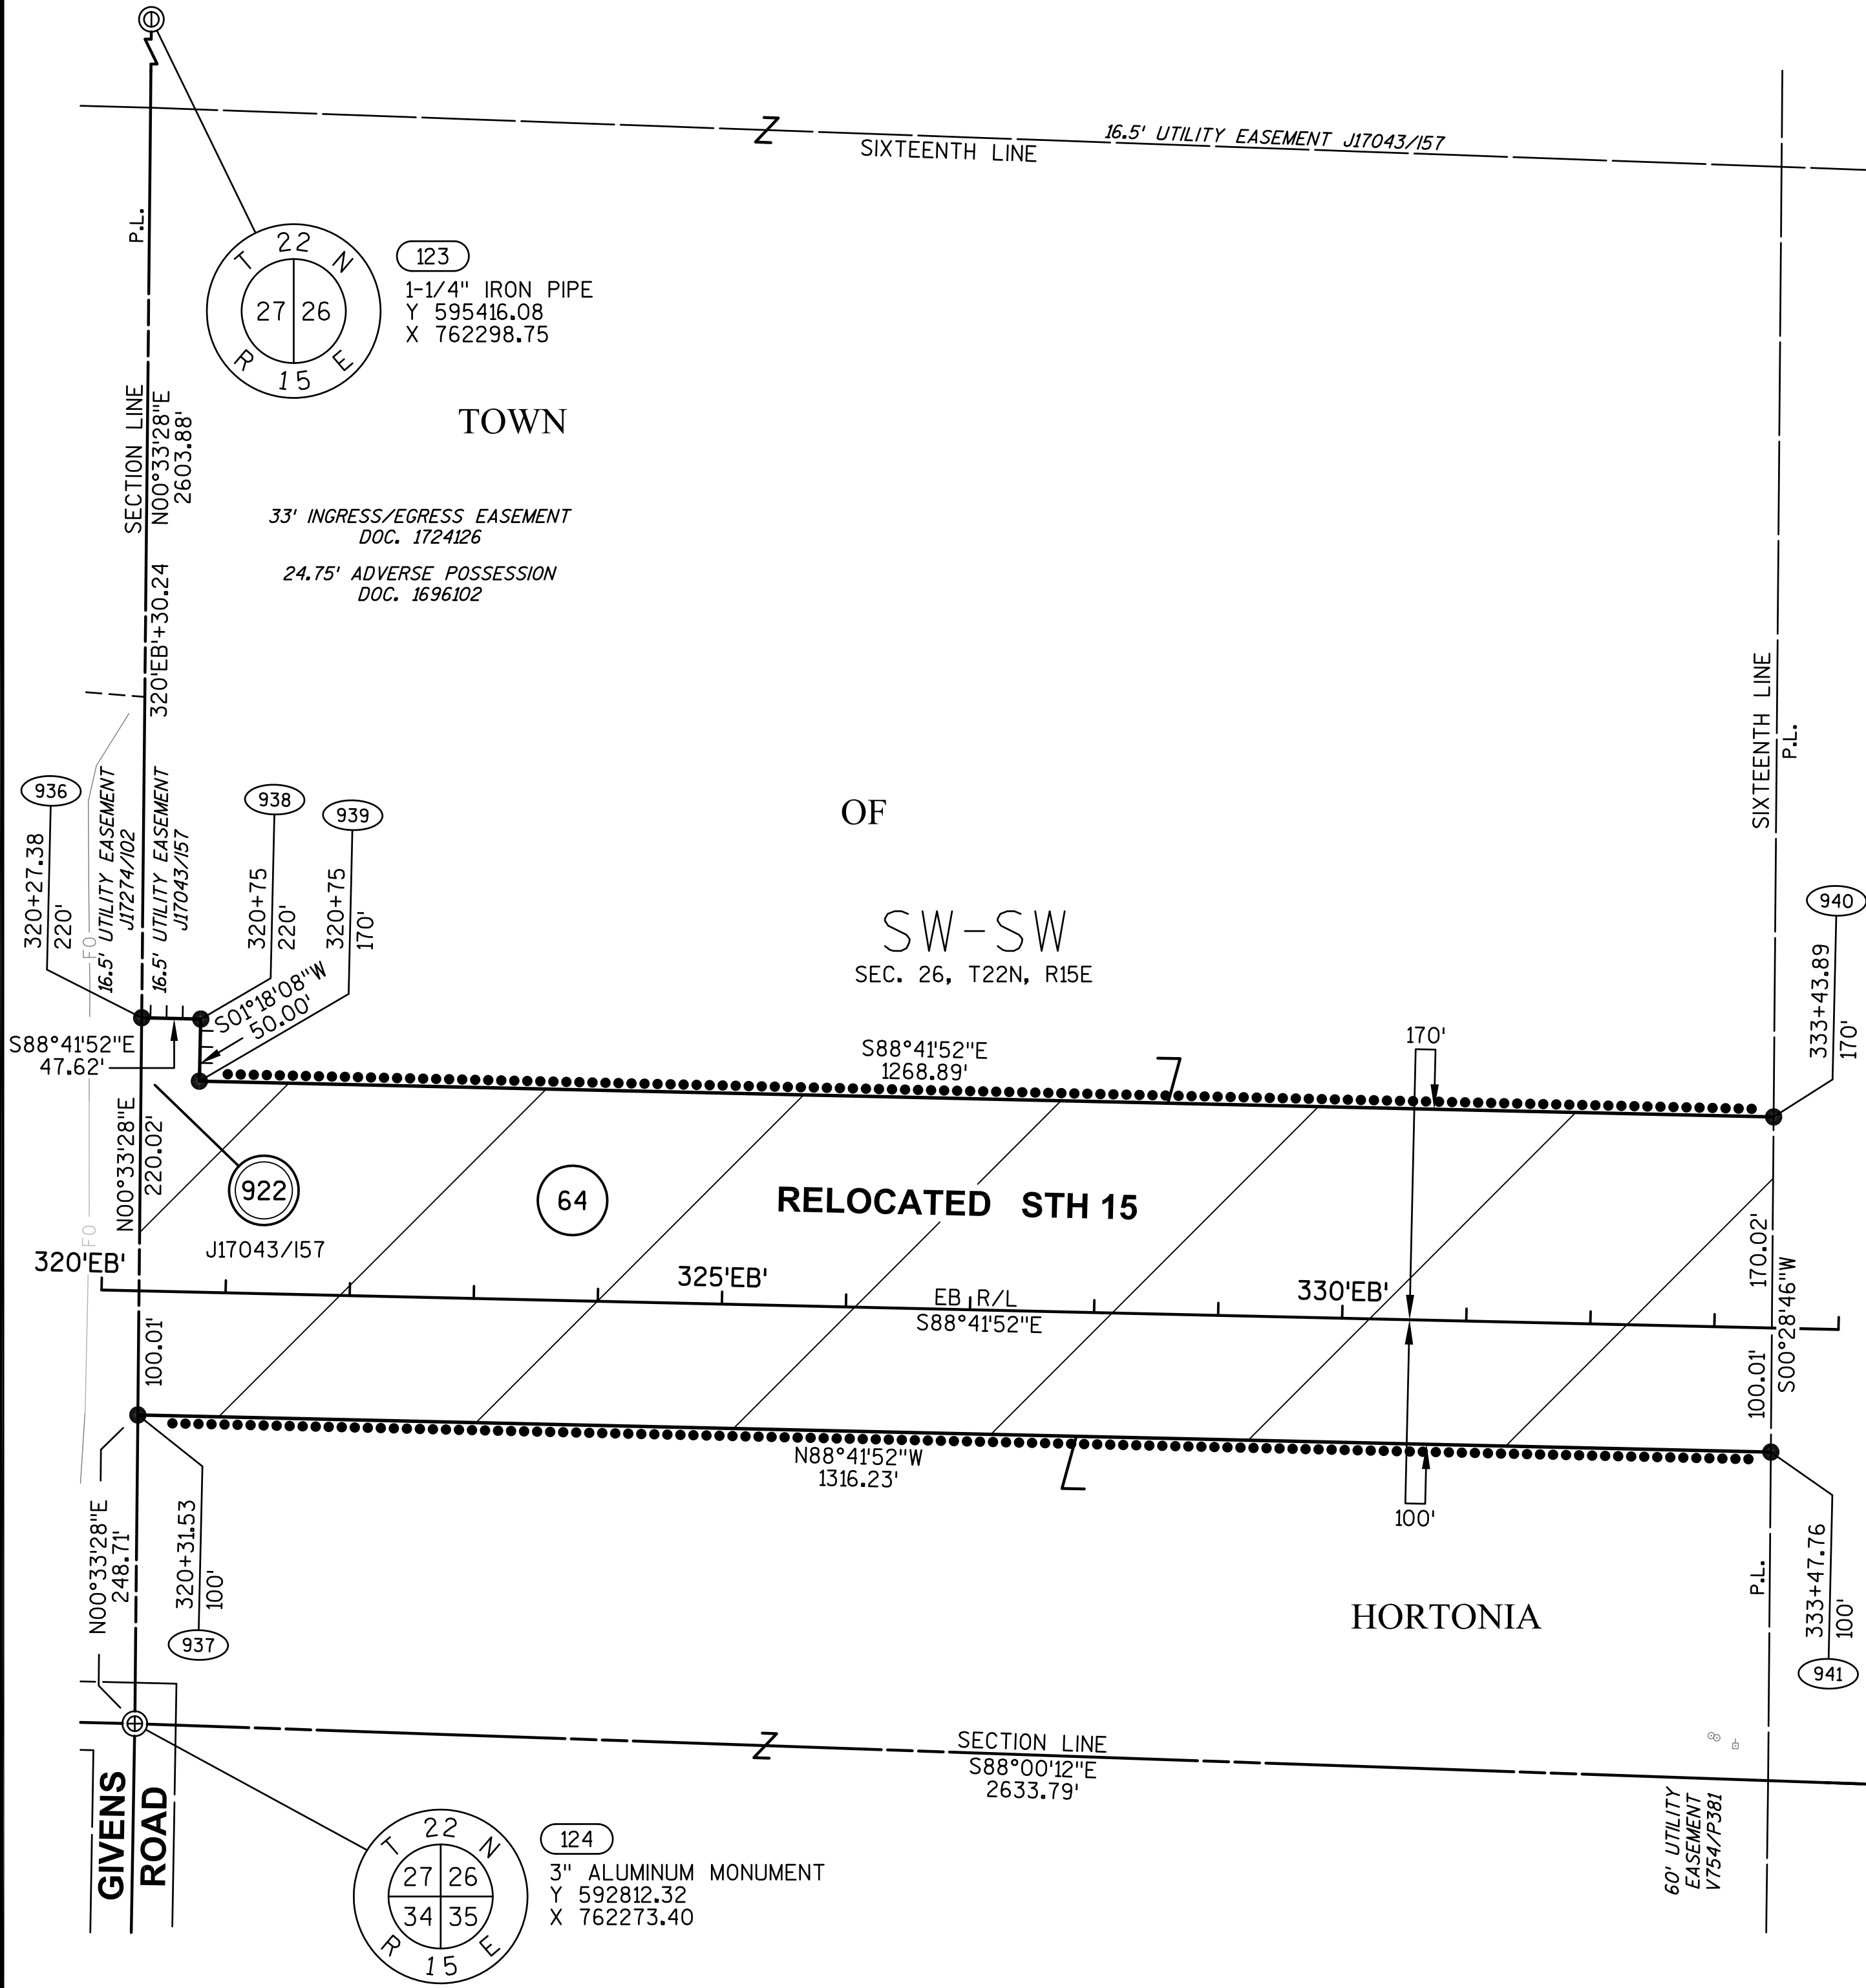 16.5' UTILITY EASEMENT J17043/I57
SIXTEENTH LINE
P.L.
T 22 N
27 26
R 15 E
123
1-1/4" IRON PIPE
Y 595416.08
X 762298.75
TOWN
SECTION LINE
N00°33'28"E
2603.88'
33' INGRESS/EGRESS EASEMENT
DOC. 1724126
24.75' ADVERSE POSSESSION
DOC. 1696102
320'EB'+30.24
SIXTEENTH LINE
P.L.
936
320+27.38
220'
16.5' UTILITY EASEMENT
J17274/102
16.5' UTILITY EASEMENT
J17043/157
938
320+75
220'
939
320+75
170'
OF
940
333+43.89
170'
SW-SW
SEC. 26, T22N, R15E
FO
S01°18'08"W
50.00'
S88°41'52"E
47.62'
S88°41'52"E
1268.89'
170'
N00°33'28"E
220.02'
922
J17043/I57
64
RELOCATED STH 15
FO
320'EB'
325'EB'
330'EB'
EB R/L
S88°41'52"E
170.02'
S00°28'46"W
100.01'
100.01'
N88°41'52"W
1316.23'
100'
N00°33'28"E
248.71'
320+31.53
100'
937
HORTONIA
P.L.
333+47.76
100'
941
SECTION LINE
S88°00'12"E
2633.79'
GIVENS
ROAD
T 22 N
27 26
34 35
R 15 E
124
3" ALUMINUM MONUMENT
Y 592812.32
X 762273.40
60' UTILITY
EASEMENT
V754/P381